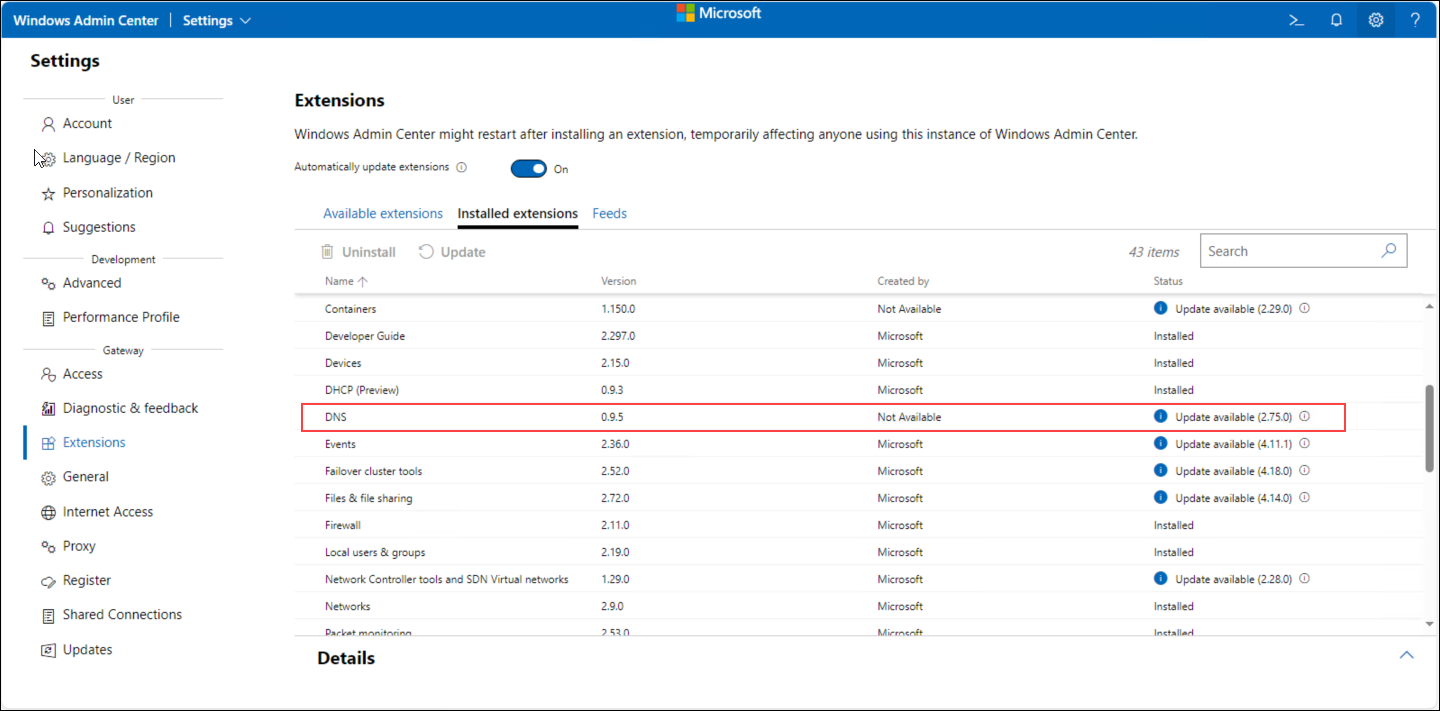 Windows Admin Center | Settings
Microsoft
>_ ?
Settings
User
Account
Language / Region
Personalization
Suggestions
Development
Advanced
Performance Profile
Gateway
Access
Diagnostic & feedback
Extensions
General
Internet Access
Proxy
Register
Shared Connections
Updates
Extensions
Windows Admin Center might restart after installing an extension, temporarily affecting anyone using this instance of Windows Admin Center.
Automatically update extensions On
Available extensions Installed extensions Feeds
Uninstall Update 43 items Search
Name Version Created by Status
Containers 1.150.0 Not Available Update available (2.29.0)
Developer Guide 2.297.0 Microsoft Installed
Devices 2.15.0 Microsoft Installed
DHCP (Preview) 0.9.3 Microsoft Installed
DNS 0.9.5 Not Available Update available (2.75.0)
Events 2.36.0 Microsoft Update available (4.11.1)
Failover cluster tools 2.52.0 Microsoft Update available (4.18.0)
Files & file sharing 2.72.0 Microsoft Update available (4.14.0)
Firewall 2.11.0 Microsoft Installed
Local users & groups 2.19.0 Microsoft Installed
Network Controller tools and SDN Virtual networks 1.29.0 Microsoft Update available (2.28.0)
Networks 2.9.0 Microsoft Installed
Packet monitoring 2.53.0 Microsoft Installed
Details